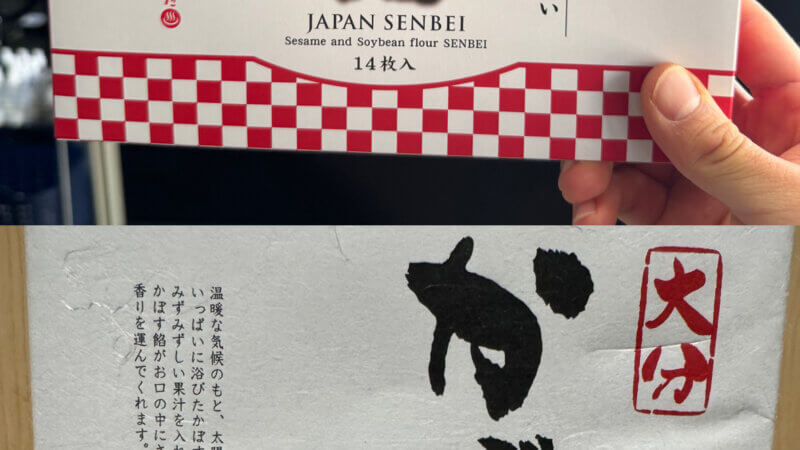 た
い
JAPAN SENBEI
Sesame and Soybean flour SENBEI
14枚入
大分
か
温暖な気候のもと、太陽
いっぱいに浴びたかぼす
みずみずしい果汁を入れ
かぼす餡がお口の中にさ
香りを運んでくれます。